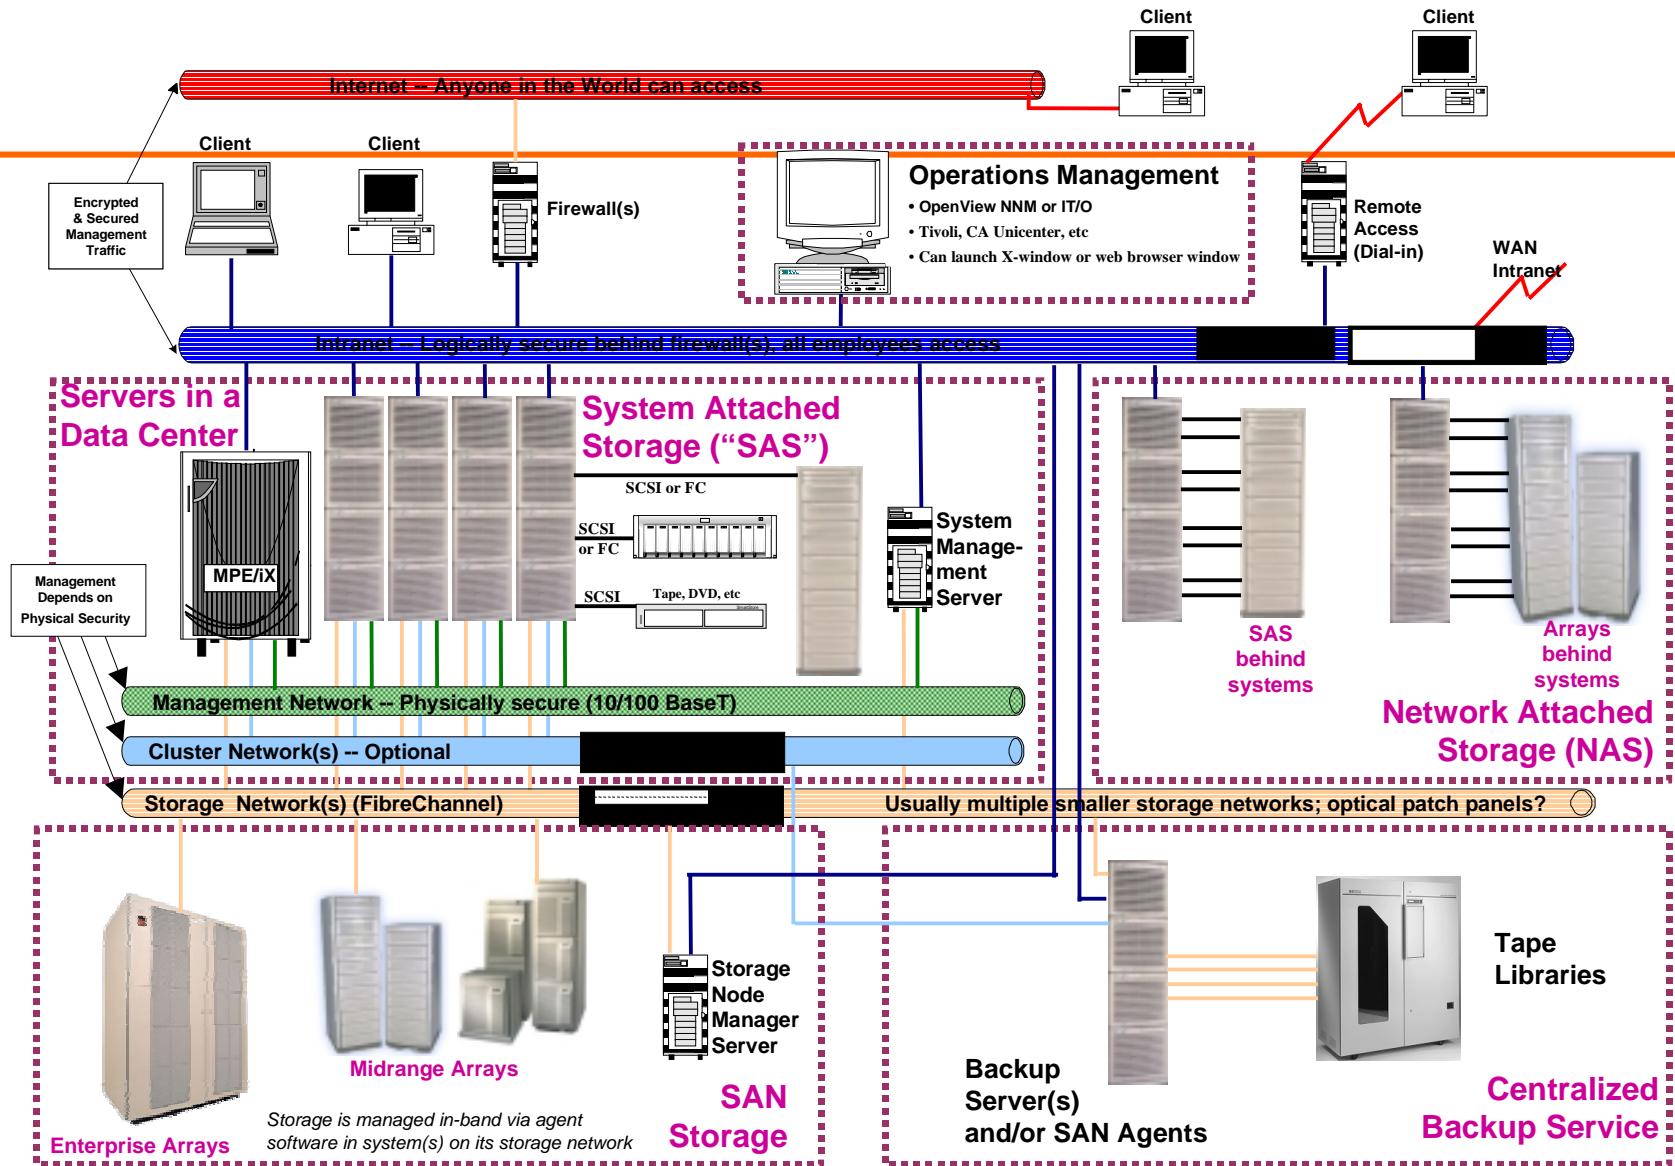 Client
Client
Internet -- Anyone in the World can access
Client
Client
Encrypted
& Secured
Management
Traffic
Firewall(s)
Operations Management
• OpenView NNM or IT/O
• Tivoli, CA Unicenter, etc
• Can launch X-window or web browser window
Remote
Access
(Dial-in)
WAN
Intranet
Intranet -- Logically secure behind firewall(s), all employees access
Servers in a
Data Center
System Attached
Storage (“SAS”)
SCSI or FC
SCSI
or FC
SCSI
Tape, DVD, etc
MPE/iX
System
Manage-
ment
Server
Management
Depends on
Physical Security
SAS
behind
systems
Arrays
behind
systems
Network Attached
Storage (NAS)
Management Network -- Physically secure (10/100 BaseT)
Cluster Network(s) -- Optional
Storage Network(s) (FibreChannel)
Usually multiple smaller storage networks; optical patch panels?
Storage
Node
Manager
Server
Midrange Arrays
Enterprise Arrays
Storage is managed in-band via agent
software in system(s) on its storage network
SAN
Storage
Backup
Server(s)
and/or SAN Agents
Tape
Libraries
Centralized
Backup Service